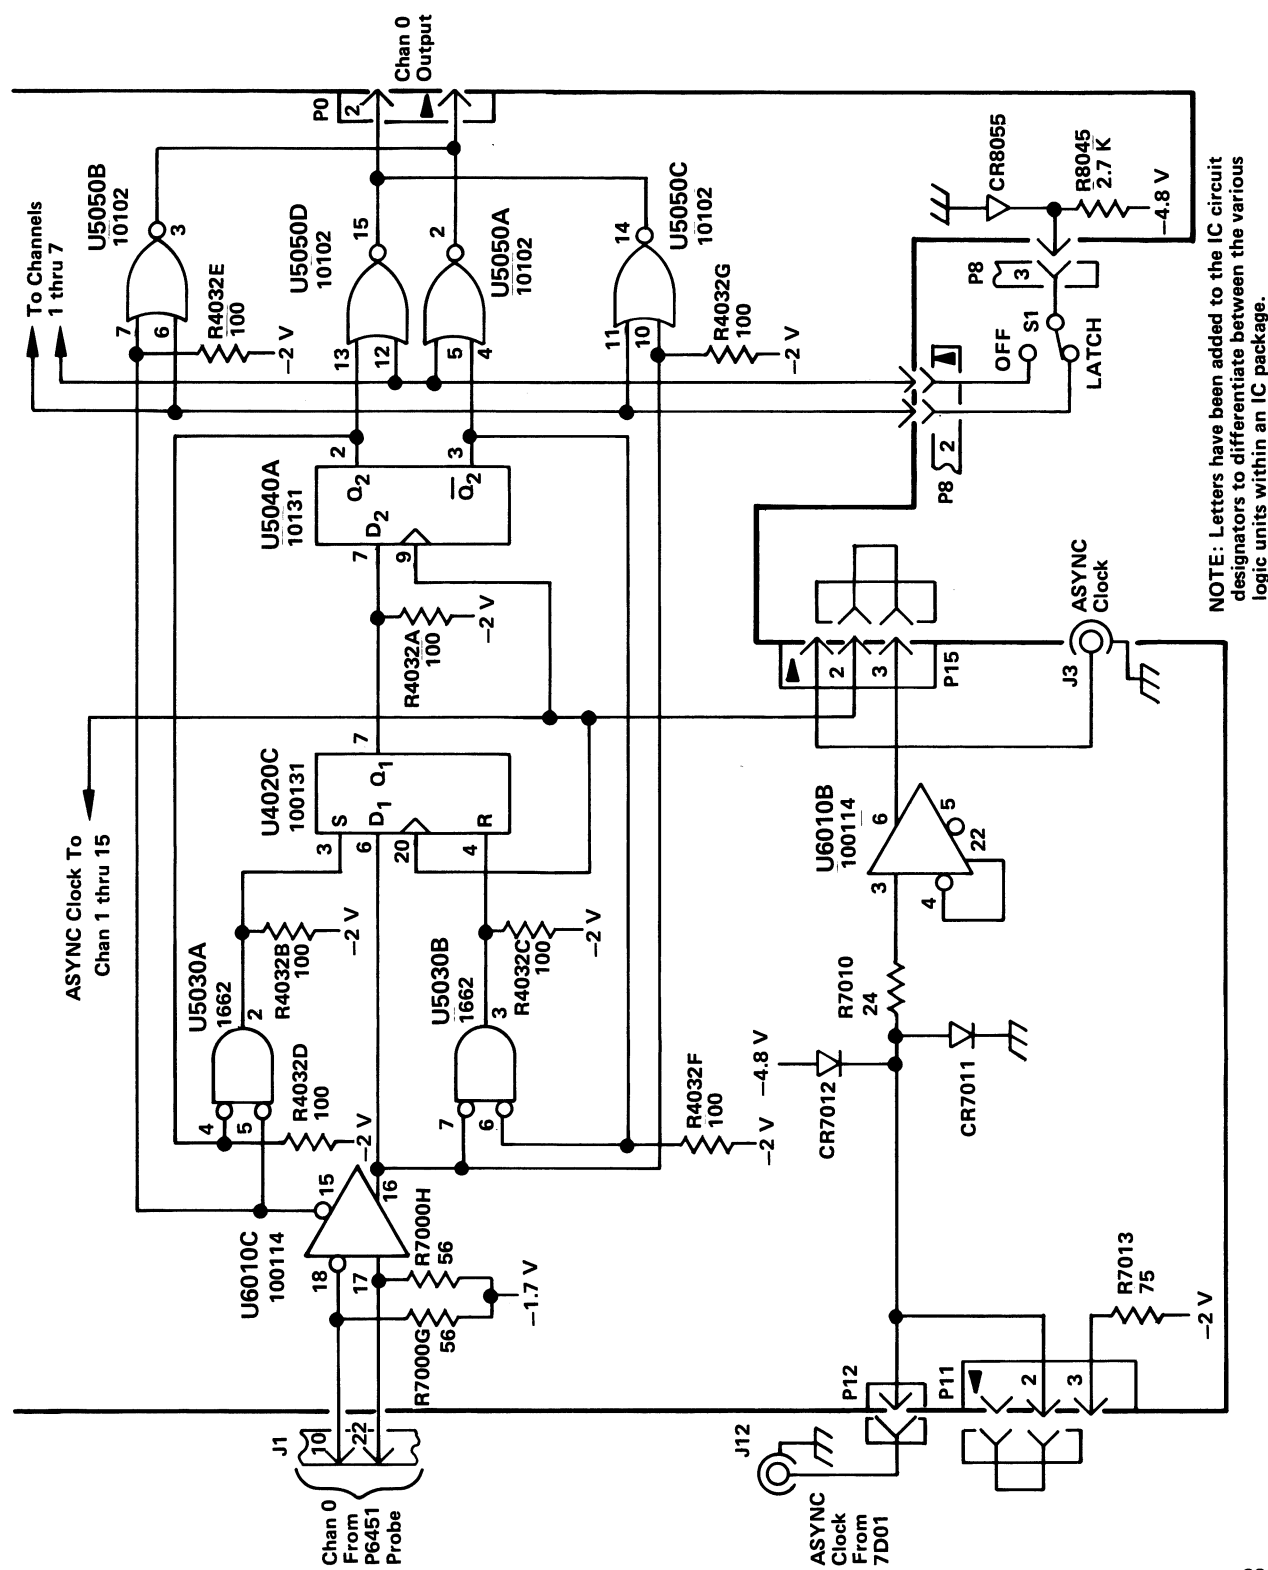 Chan 0
From
P6451
Probe
J1
10
22
R7000G
56
R7000H
56
–1.7 V
18
17
U6010C
100114
15
16
4
5
R4032D
100
–2 V
U5030A
1662
2
R4032B
100
–2 V
7
6
U5030B
1662
3
R4032C
100
–2 V
R4032F
100
–2 V
ASYNC Clock To
Chan 1 thru 15
U4020C
100131
3
6
20
4
S
D1
R
Q1
7
R4032A
100
–2 V
U5040A
10131
7
9
D2
Q2
Q̅2
2
3
To Channels
1 thru 7
7
6
U5050B
10102
3
R4032E
100
–2 V
13
12
U5050D
10102
15
5
4
U5050A
10102
2
11
10
U5050C
10102
14
R4032G
100
–2 V
P0
2
Chan 0
Output
J12
ASYNC
Clock
From
7D01
P12
P11
2
3
R7013
75
–2 V
–4.8 V
CR7012
CR7011
R7010
24
3
4
U6010B
100114
6
5
22
2
3
P15
J3
ASYNC
Clock
P8
2
OFF
S1
LATCH
P8
3
CR8055
R8045
2.7 K
–4.8 V
NOTE: Letters have been added to the IC circuit
designators to differentiate between the various
logic units within an IC package.